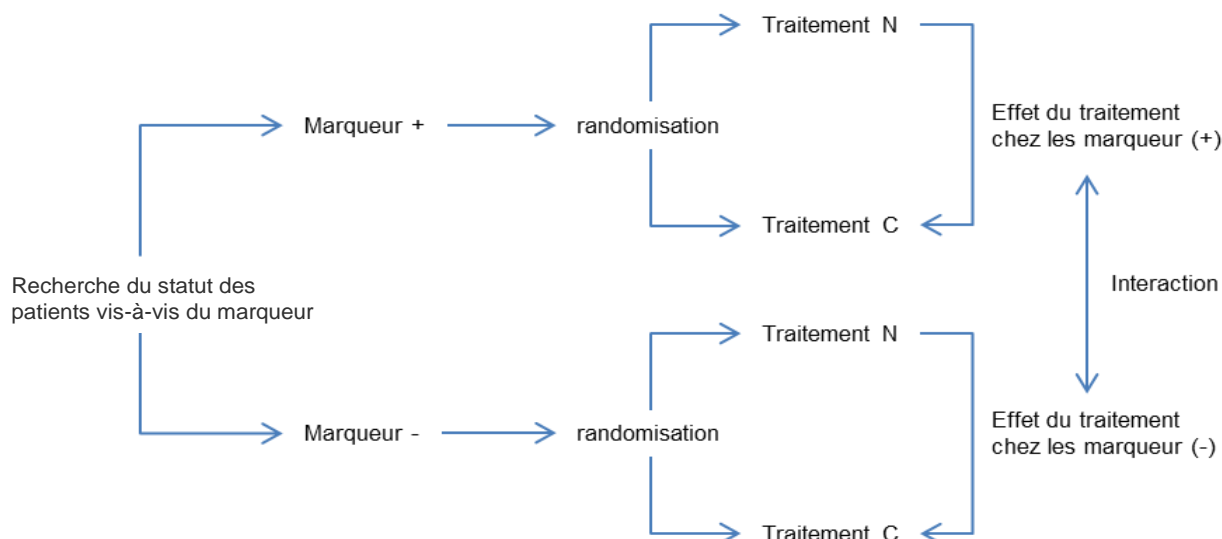 Traitement N
Marqueur +
randomisation
Effet du traitement
chez les marqueur (+)
Traitement C
Recherche du statut des
patients vis-à-vis du marqueur
Interaction
Traitement N
Marqueur -
randomisation
Effet du traitement
chez les marqueur (-)
Traitement C